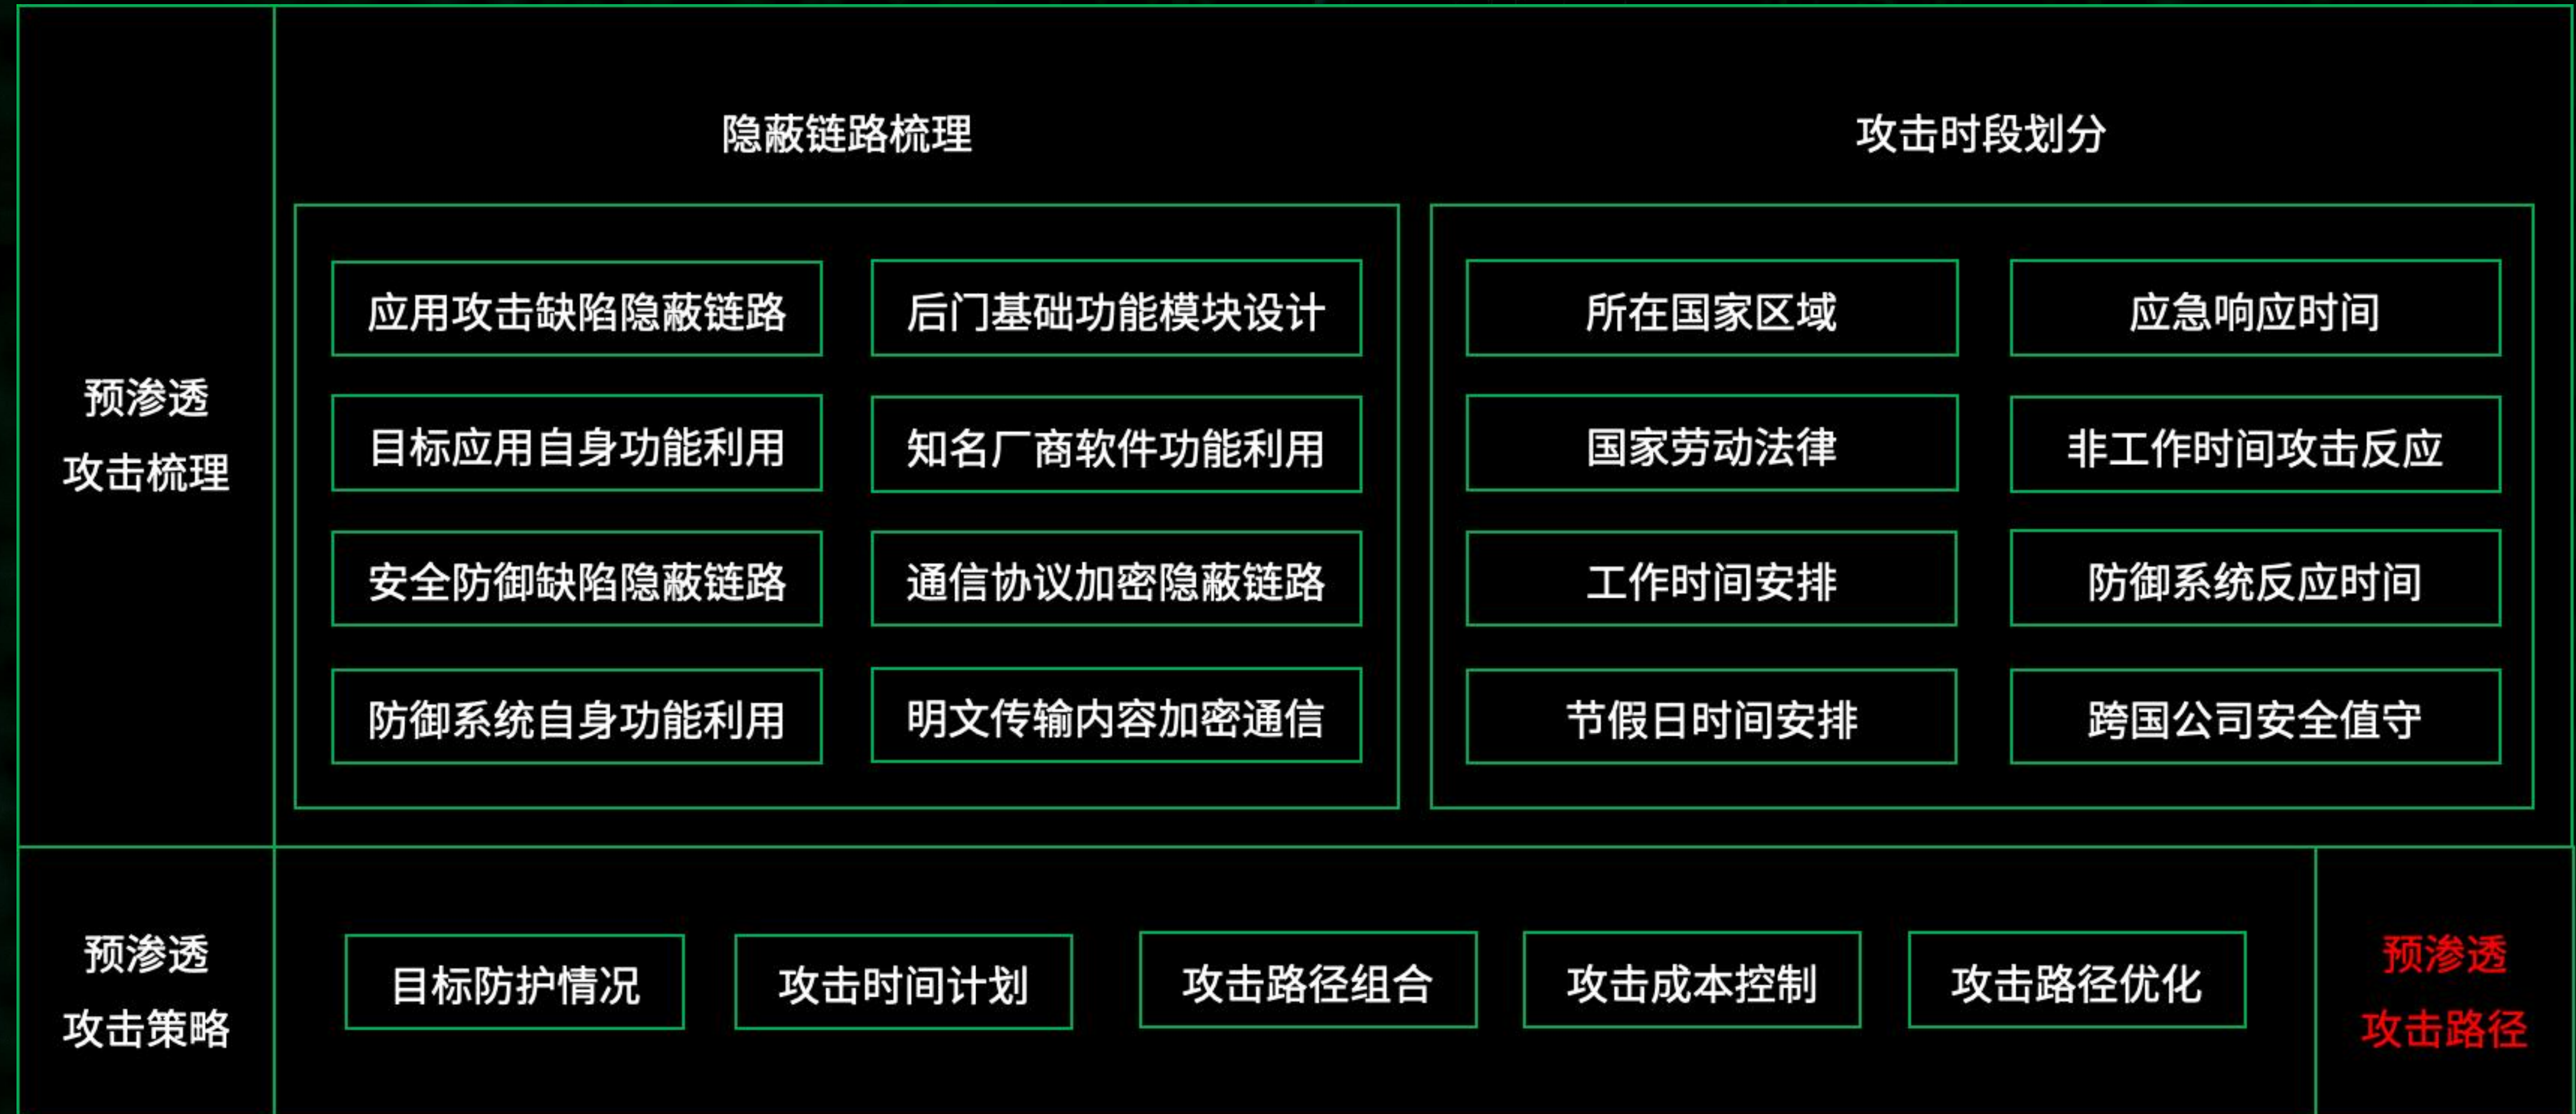 隐蔽链路梳理
攻击时段划分
预渗透
攻击梳理
应用攻击缺陷隐蔽链路
后门基础功能模块设计
所在国家区域
应急响应时间
目标应用自身功能利用
知名厂商软件功能利用
国家劳动法律
非工作时间攻击反应
安全防御缺陷隐蔽链路
通信协议加密隐蔽链路
工作时间安排
防御系统反应时间
防御系统自身功能利用
明文传输内容加密通信
节假日时间安排
跨国公司安全值守
预渗透
攻击策略
目标防护情况
攻击时间计划
攻击路径组合
攻击成本控制
攻击路径优化
预渗透
攻击路径